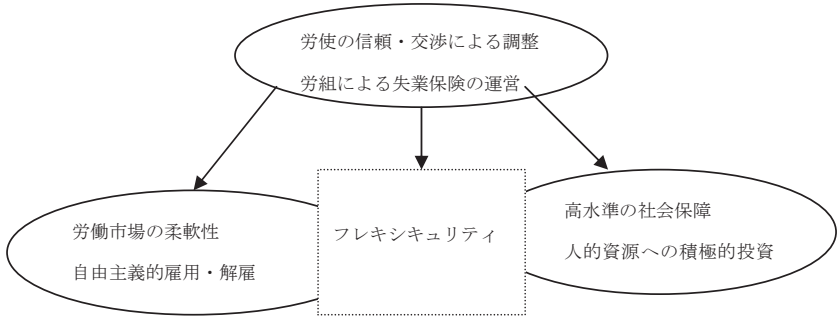 労使の信頼・交渉による調整
労組による失業保険の運営
労働市場の柔軟性
自由主義的雇用・解雇
フレキシキュリティ
高水準の社会保障
人的資源への積極的投資